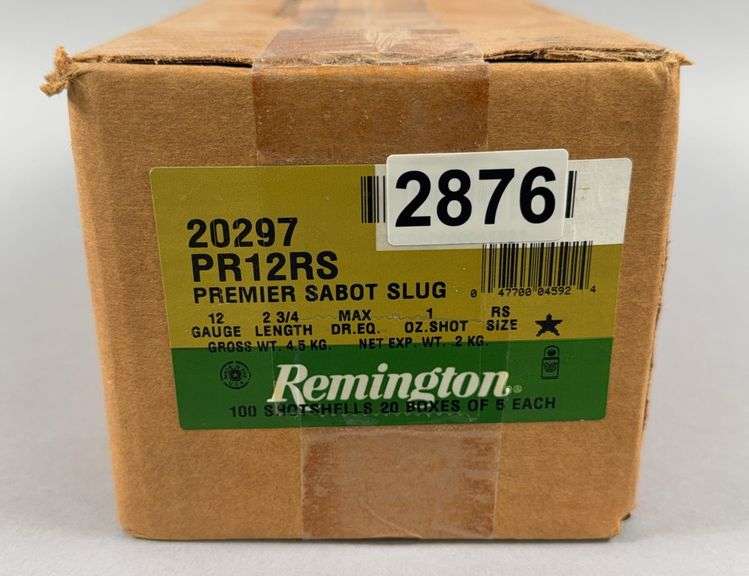 2876
20297
PR12RS
PREMIER SABOT SLUG
0 47700 04592 4
12 2 3/4 MAX 1 RS
GAUGE LENGTH DR.EQ. OZ.SHOT SIZE
GROSS WT. 4.5 KG. NET EXP. WT. .2 KG.
Remington®
100 SHOTSHELLS 20 BOXES OF 5 EACH